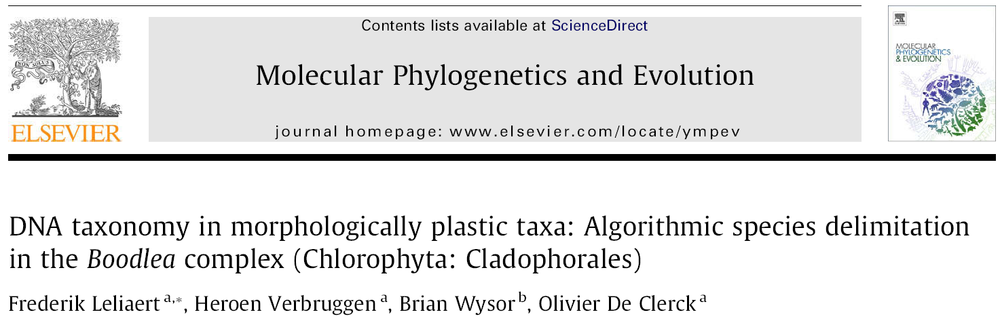 Contents lists available at ScienceDirect
Molecular Phylogenetics and Evolution
journal homepage: www.elsevier.com/locate/ympev
NON SOLUS
ELSEVIER
MOLECULAR
PHYLOGENETICS
& EVOLUTION
DNA taxonomy in morphologically plastic taxa: Algorithmic species delimitation
in the Boodlea complex (Chlorophyta: Cladophorales)
Frederik Leliaert a,*, Heroen Verbruggen a, Brian Wysor b, Olivier De Clerck a